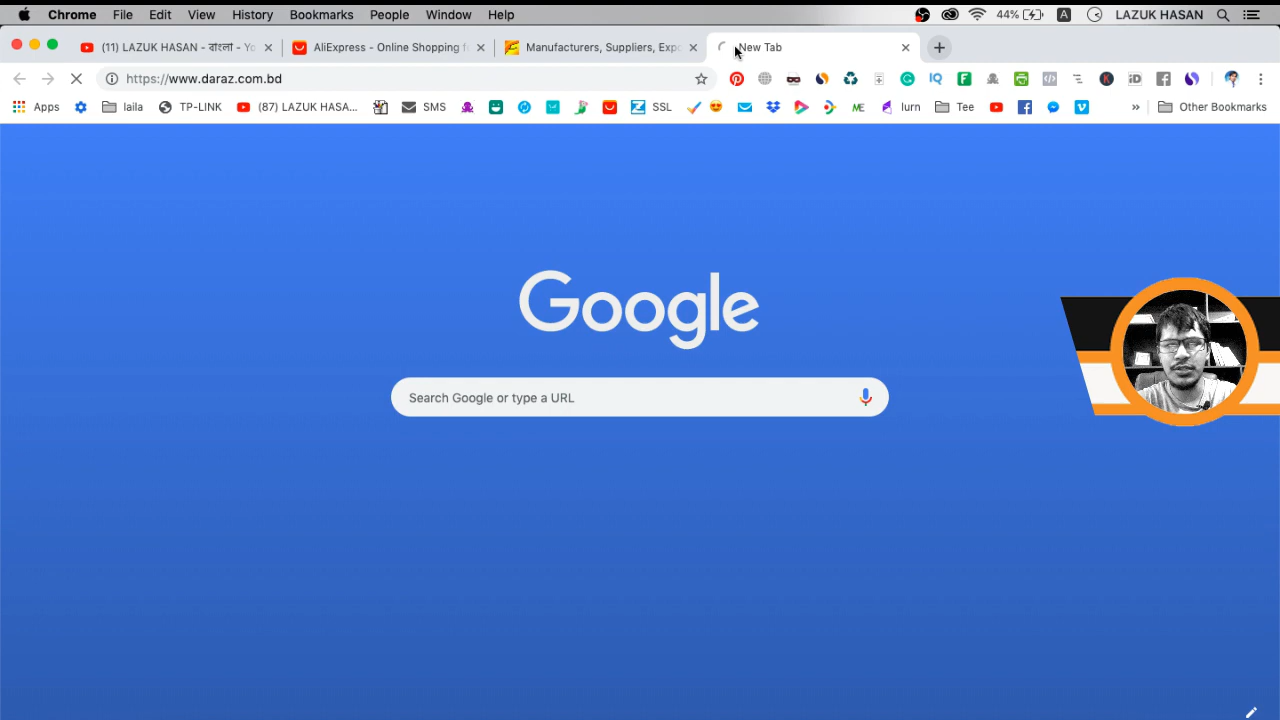 Chrome File Edit View History Bookmarks People Window Help 44% A LAZUK HASAN
(11) LAZUK HASAN - বাংলা - Yo AliExpress - Online Shopping f Manufacturers, Suppliers, Expo New Tab
https://www.daraz.com.bd
Apps laila TP-LINK (87) LAZUK HASA... SMS SSL ME lurn Tee » Other Bookmarks
Google
Search Google or type a URL